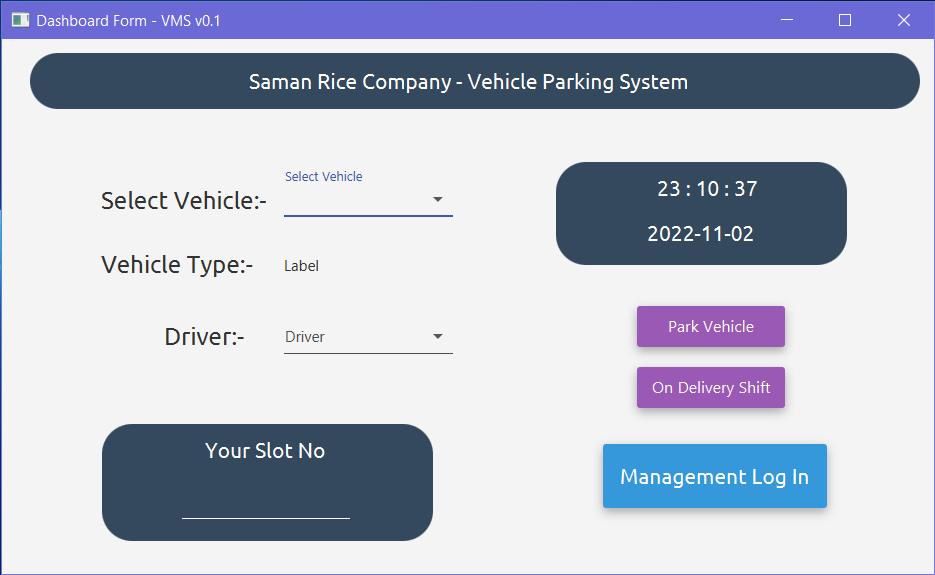 Dashboard Form - VMS v0.1
Saman Rice Company - Vehicle Parking System
Select Vehicle:-
Select Vehicle
Vehicle Type:-
Label
Driver:-
Driver
Your Slot No
23 : 10 : 37
2022-11-02
Park Vehicle
On Delivery Shift
Management Log In